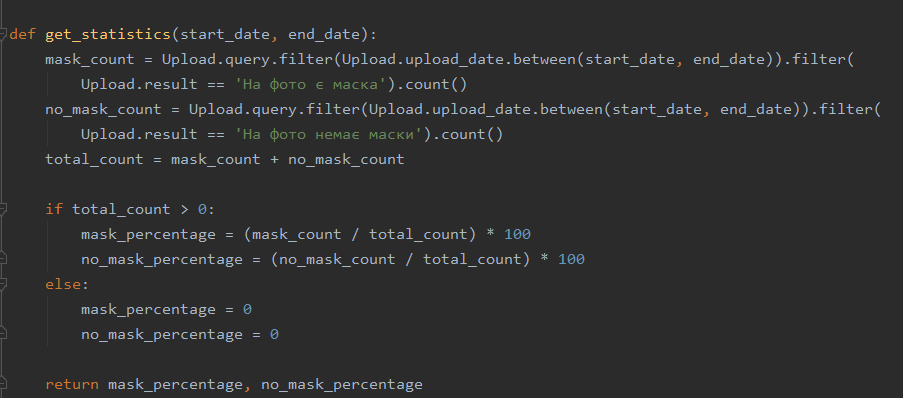 def get_statistics(start_date, end_date):
    mask_count = Upload.query.filter(Upload.upload_date.between(start_date, end_date)).filter(
        Upload.result == 'На фото є маска').count()
    no_mask_count = Upload.query.filter(Upload.upload_date.between(start_date, end_date)).filter(
        Upload.result == 'На фото немає маски').count()
    total_count = mask_count + no_mask_count

    if total_count > 0:
        mask_percentage = (mask_count / total_count) * 100
        no_mask_percentage = (no_mask_count / total_count) * 100
    else:
        mask_percentage = 0
        no_mask_percentage = 0

    return mask_percentage, no_mask_percentage